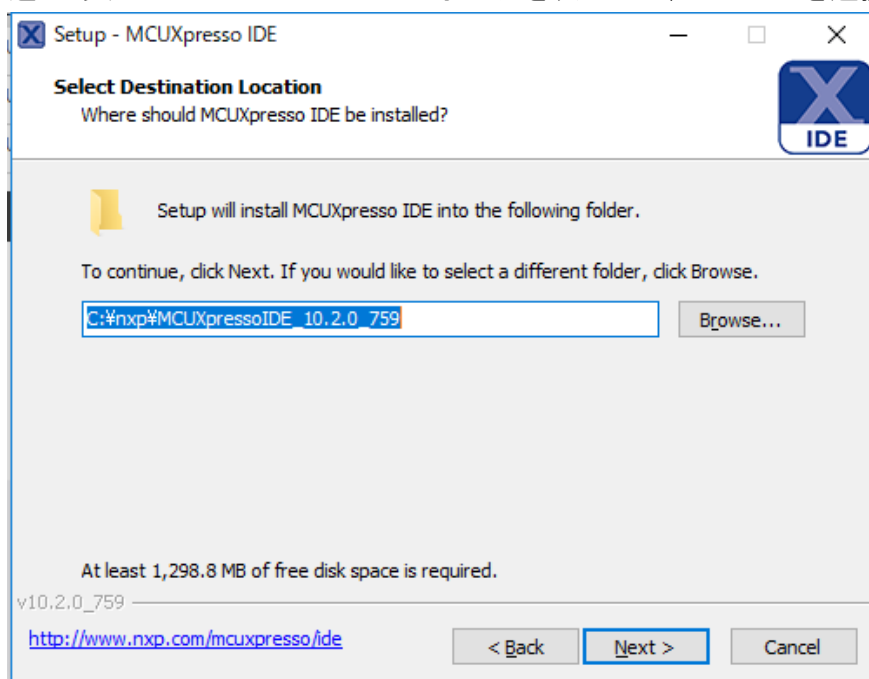 Setup - MCUXpresso IDE
Select Destination Location
Where should MCUXpresso IDE be installed?
IDE
Setup will install MCUXpresso IDE into the following folder.
To continue, click Next. If you would like to select a different folder, click Browse.
C:¥nxp¥MCUXpressoIDE_10.2.0_759
Browse...
At least 1,298.8 MB of free disk space is required.
v10.2.0_759
http://www.nxp.com/mcuxpresso/ide
< Back
Next >
Cancel